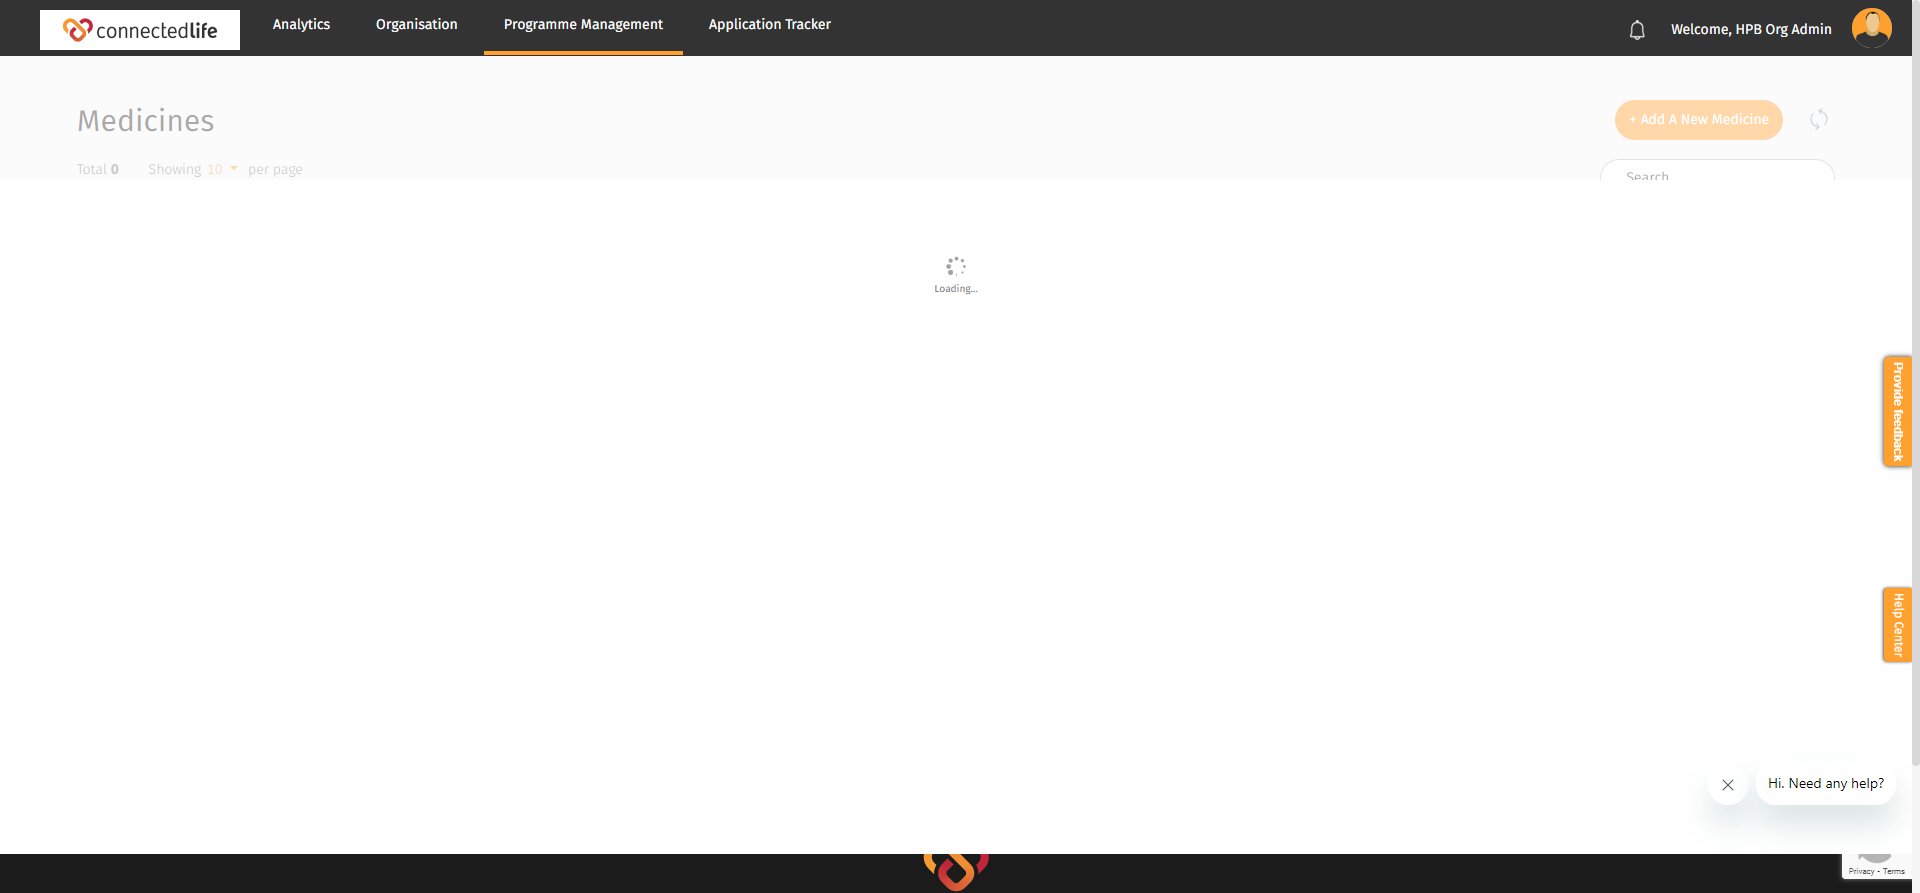 connectedlife
Analytics
Organisation
Programme Management
Application Tracker
Welcome, HPB Org Admin
Medicines
+ Add A New Medicine
Total 0
Showing 10 per page
Search
Loading...
Provide feedback
Help Center
Hi. Need any help?
Privacy - Terms